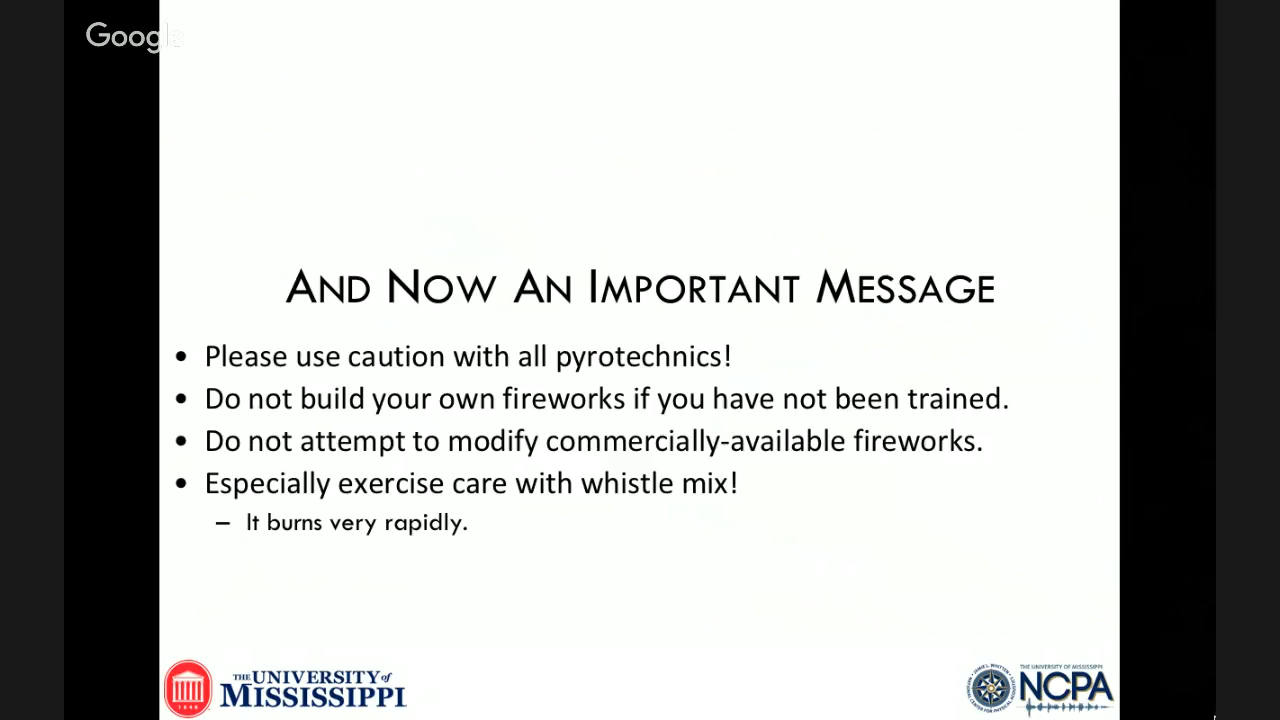 Google
AND NOW AN IMPORTANT MESSAGE
• Please use caution with all pyrotechnics!
• Do not build your own fireworks if you have not been trained.
• Do not attempt to modify commercially-available fireworks.
• Especially exercise care with whistle mix!
– It burns very rapidly.
THE UNIVERSITY of
MISSISSIPPI
1848
THE UNIVERSITY OF MISSISSIPPI
NCPA